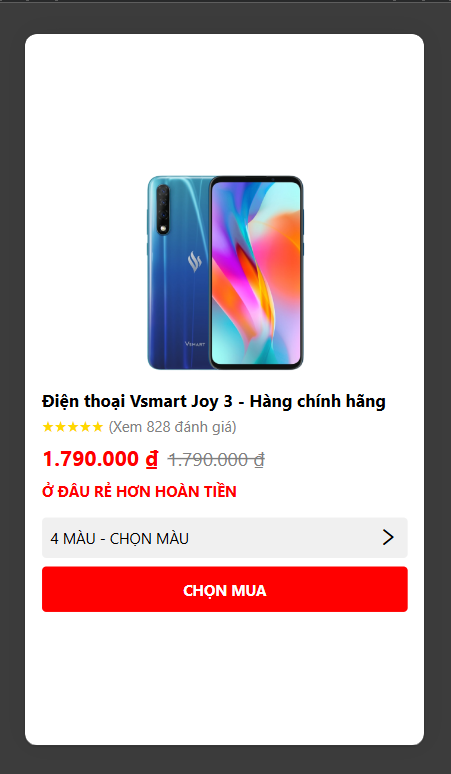 VSMART
Điện thoại Vsmart Joy 3 - Hàng chính hãng
★★★★★ (Xem 828 đánh giá)
1.790.000 ₫ 1.790.000 ₫
Ở ĐÂU RẺ HƠN HOÀN TIỀN
4 MÀU - CHỌN MÀU
CHỌN MUA